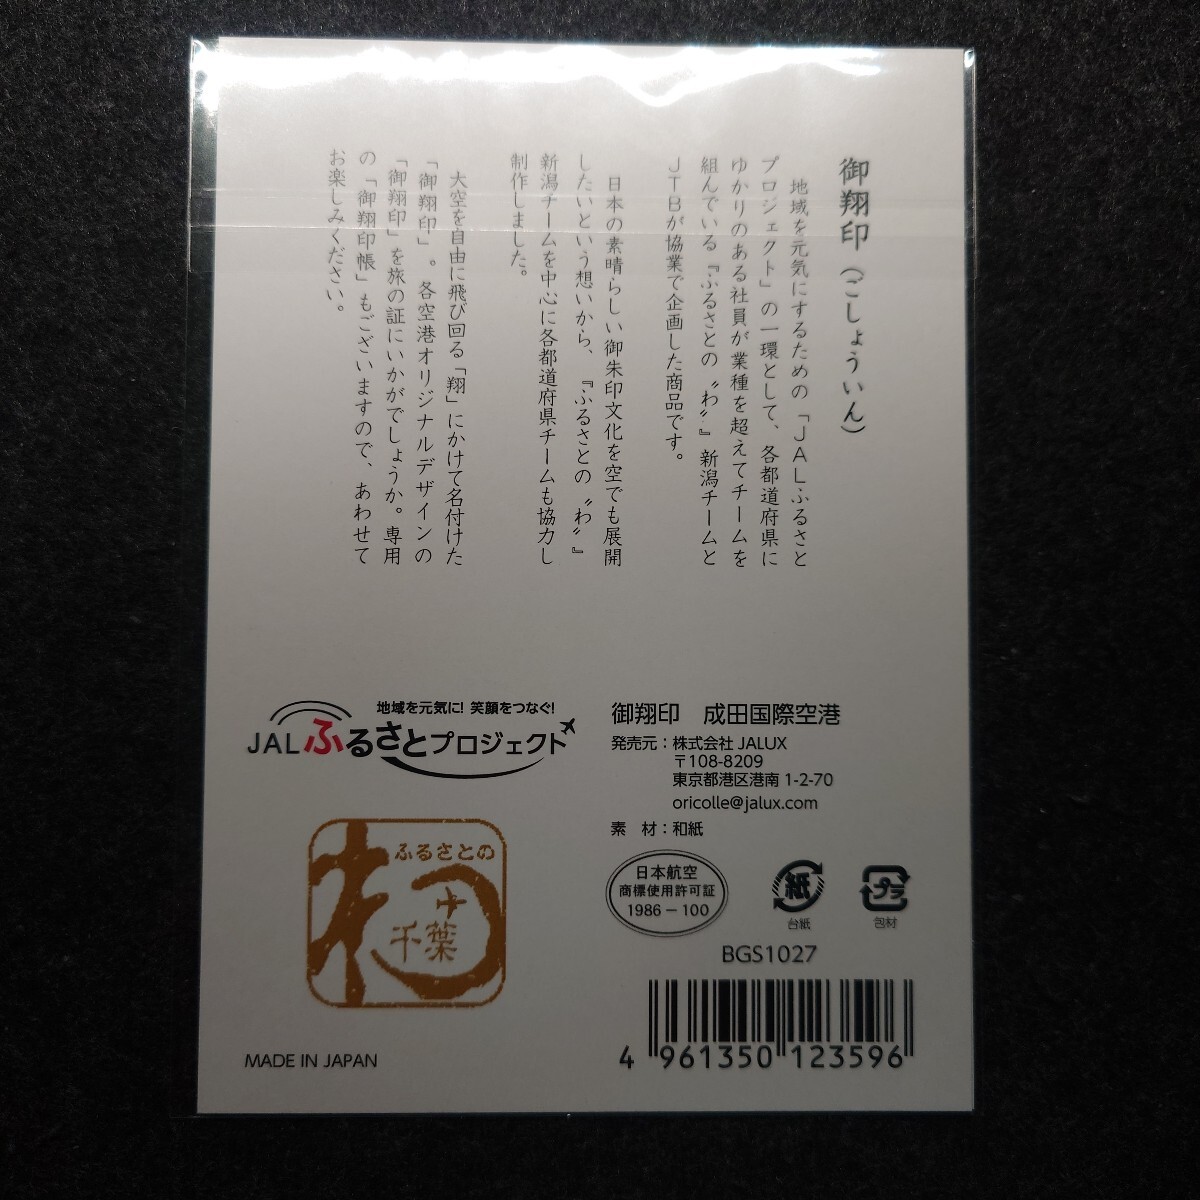 御翔印（ごしょういん）
地域を元気にするための「JALふるさと
プロジェクト」の一環として、各都道府県に
ゆかりのある社員が業種を超えてチームを
組んでいる『ふるさとの〝わ〟』新潟チームと
JTBが協業で企画した商品です。
日本の素晴らしい御朱印文化を空でも展開
したいという想いから、『ふるさとの〝わ〟』
新潟チームを中心に各都道府県チームも協力し
制作しました。
大空を自由に飛び回る「翔」にかけて名付けた
「御翔印」。各空港オリジナルデザインの
「御翔印」を旅の証にいかがでしょうか。専用
の「御翔印帳」もございますので、あわせて
お楽しみください。
地域を元気に! 笑顔をつなぐ!
JALふるさとプロジェクト
ふるさとの
わ
千葉
MADE IN JAPAN
御翔印 成田国際空港
発売元：株式会社 JALUX
〒108-8209
東京都港区港南 1-2-70
oricolle@jalux.com
素 材：和紙
日本航空
商標使用許可証
1986－100
紙
台紙
プラ
包材
BGS1027
4 961350 123596